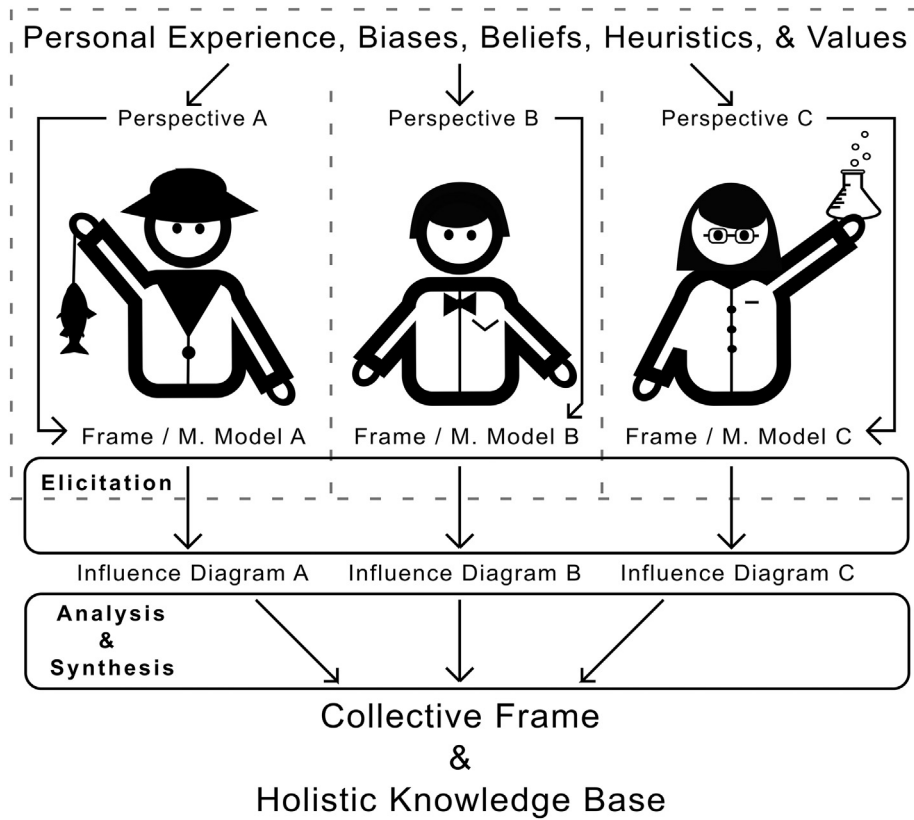 Personal Experience, Biases, Beliefs, Heuristics, & Values
Perspective A
Perspective B
Perspective C
Frame / M. Model A
Frame / M. Model B
Frame / M. Model C
Elicitation
Influence Diagram A
Influence Diagram B
Influence Diagram C
Analysis
&
Synthesis
Collective Frame
&
Holistic Knowledge Base